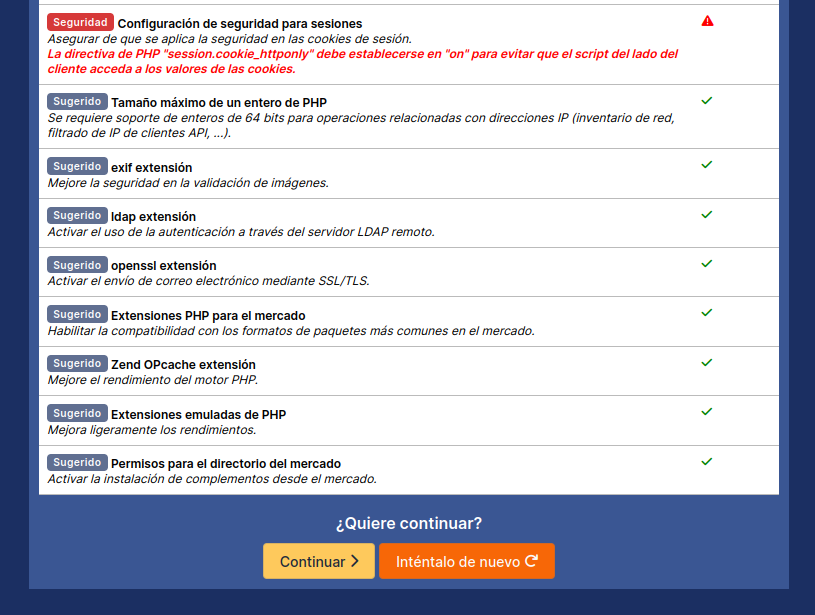 Seguridad Configuración de seguridad para sesiones
Asegurar de que se aplica la seguridad en las cookies de sesión.
La directiva de PHP "session.cookie_httponly" debe establecerse en "on" para evitar que el script del lado del
cliente acceda a los valores de las cookies.
Sugerido Tamaño máximo de un entero de PHP
Se requiere soporte de enteros de 64 bits para operaciones relacionadas con direcciones IP (inventario de red,
filtrado de IP de clientes API, ...).
Sugerido exif extensión
Mejore la seguridad en la validación de imágenes.
Sugerido ldap extensión
Activar el uso de la autenticación a través del servidor LDAP remoto.
Sugerido openssl extensión
Activar el envío de correo electrónico mediante SSL/TLS.
Sugerido Extensiones PHP para el mercado
Habilitar la compatibilidad con los formatos de paquetes más comunes en el mercado.
Sugerido Zend OPcache extensión
Mejore el rendimiento del motor PHP.
Sugerido Extensiones emuladas de PHP
Mejora ligeramente los rendimientos.
Sugerido Permisos para el directorio del mercado
Activar la instalación de complementos desde el mercado.
¿Quiere continuar?
Continuar
Inténtalo de nuevo